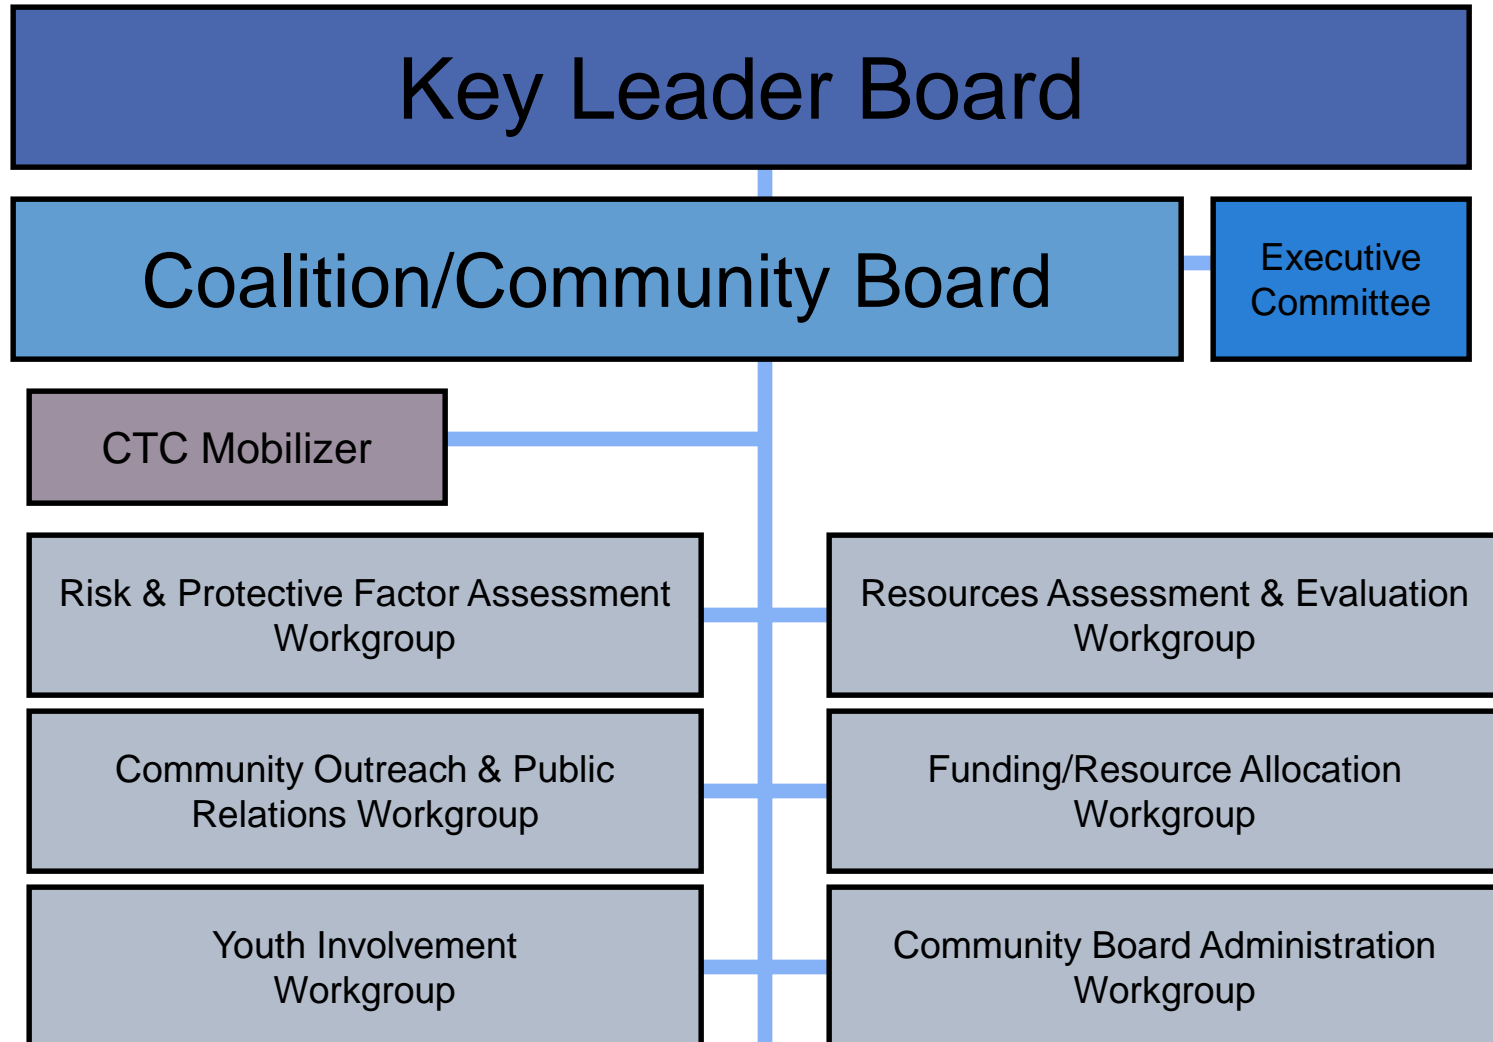 Key Leader Board
Coalition/Community Board
Executive
Committee
CTC Mobilizer
Risk & Protective Factor Assessment
Workgroup
Resources Assessment & Evaluation
Workgroup
Community Outreach & Public
Relations Workgroup
Funding/Resource Allocation
Workgroup
Youth Involvement
Workgroup
Community Board Administration
Workgroup